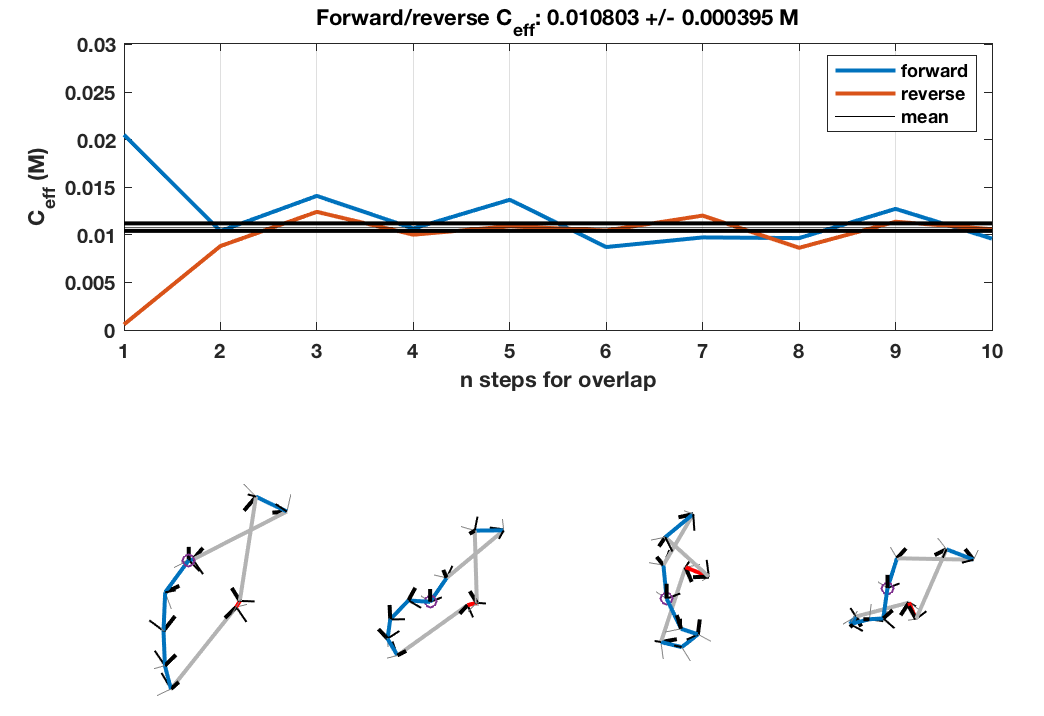 Forward/reverse C_eff: 0.010803 +/- 0.000395 M
0.03
0.025
0.02
0.015
0.01
0.005
0
C_eff (M)
forward
reverse
mean
1 2 3 4 5 6 7 8 9 10
n steps for overlap